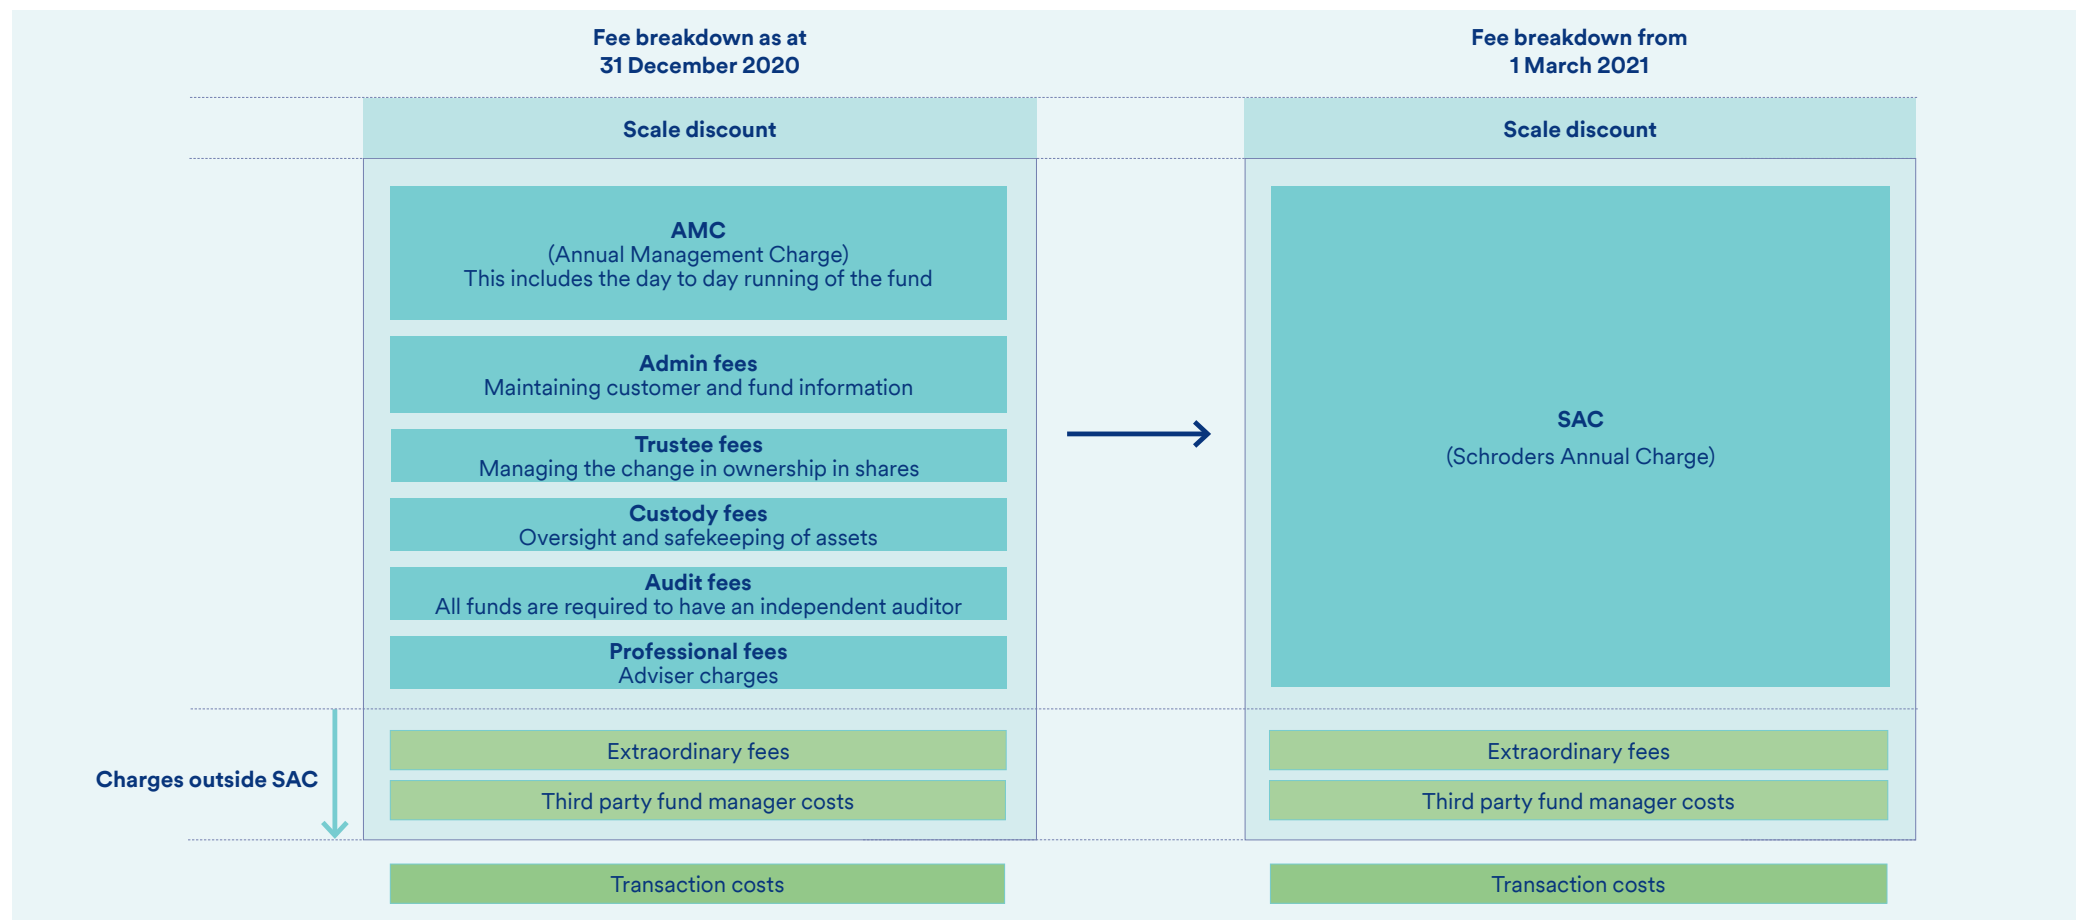 Fee breakdown as at
31 December 2020
Scale discount
AMC
(Annual Management Charge)
This includes the day to day running of the fund
Admin fees
Maintaining customer and fund information
Trustee fees
Managing the change in ownership in shares
Custody fees
Oversight and safekeeping of assets
Audit fees
All funds are required to have an independent auditor
Professional fees
Adviser charges
Charges outside SAC
Extraordinary fees
Third party fund manager costs
Transaction costs
Fee breakdown from
1 March 2021
Scale discount
SAC
(Schroders Annual Charge)
Extraordinary fees
Third party fund manager costs
Transaction costs